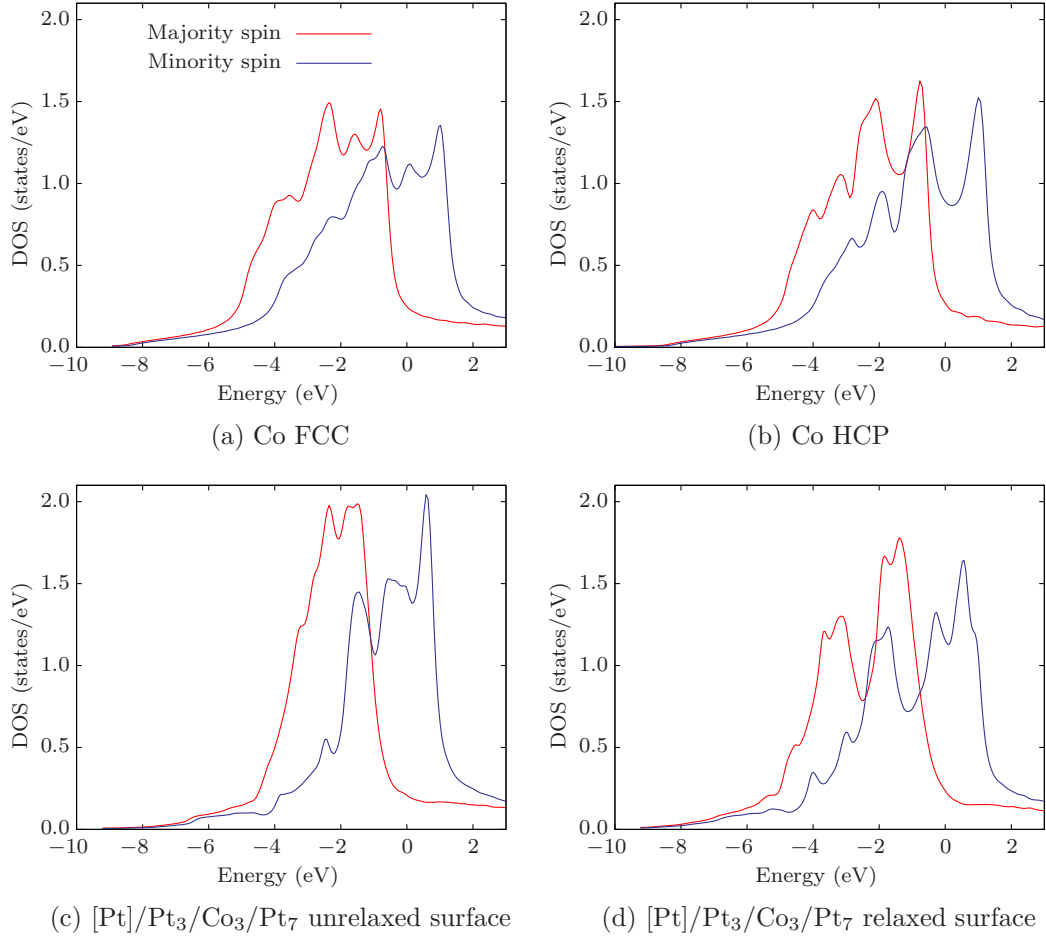 2.0
1.5
1.0
0.5
0.0
DOS (states/eV)
Majority spin
Minority spin
−10 −8 −6 −4 −2 0 2
Energy (eV)
(a) Co FCC
2.0
1.5
1.0
0.5
0.0
DOS (states/eV)
−10 −8 −6 −4 −2 0 2
Energy (eV)
(b) Co HCP
2.0
1.5
1.0
0.5
0.0
DOS (states/eV)
−10 −8 −6 −4 −2 0 2
Energy (eV)
(c) [Pt]/Pt₃/Co₃/Pt₇ unrelaxed surface
2.0
1.5
1.0
0.5
0.0
DOS (states/eV)
−10 −8 −6 −4 −2 0 2
Energy (eV)
(d) [Pt]/Pt₃/Co₃/Pt₇ relaxed surface